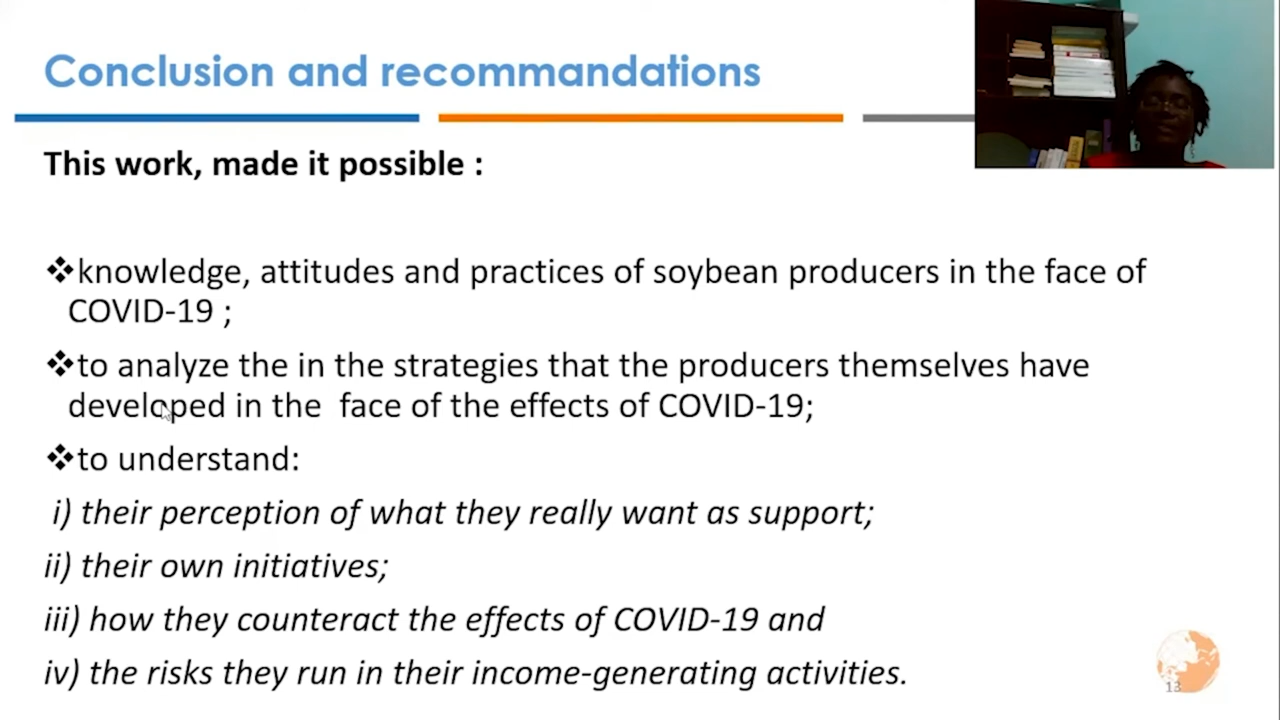 Conclusion and recommandations
This work, made it possible :
❖knowledge, attitudes and practices of soybean producers in the face of
COVID-19 ;
❖to analyze the in the strategies that the producers themselves have
developed in the  face of the effects of COVID-19;
❖to understand:
i) their perception of what they really want as support;
ii) their own initiatives;
iii) how they counteract the effects of COVID-19 and
iv) the risks they run in their income-generating activities.
13